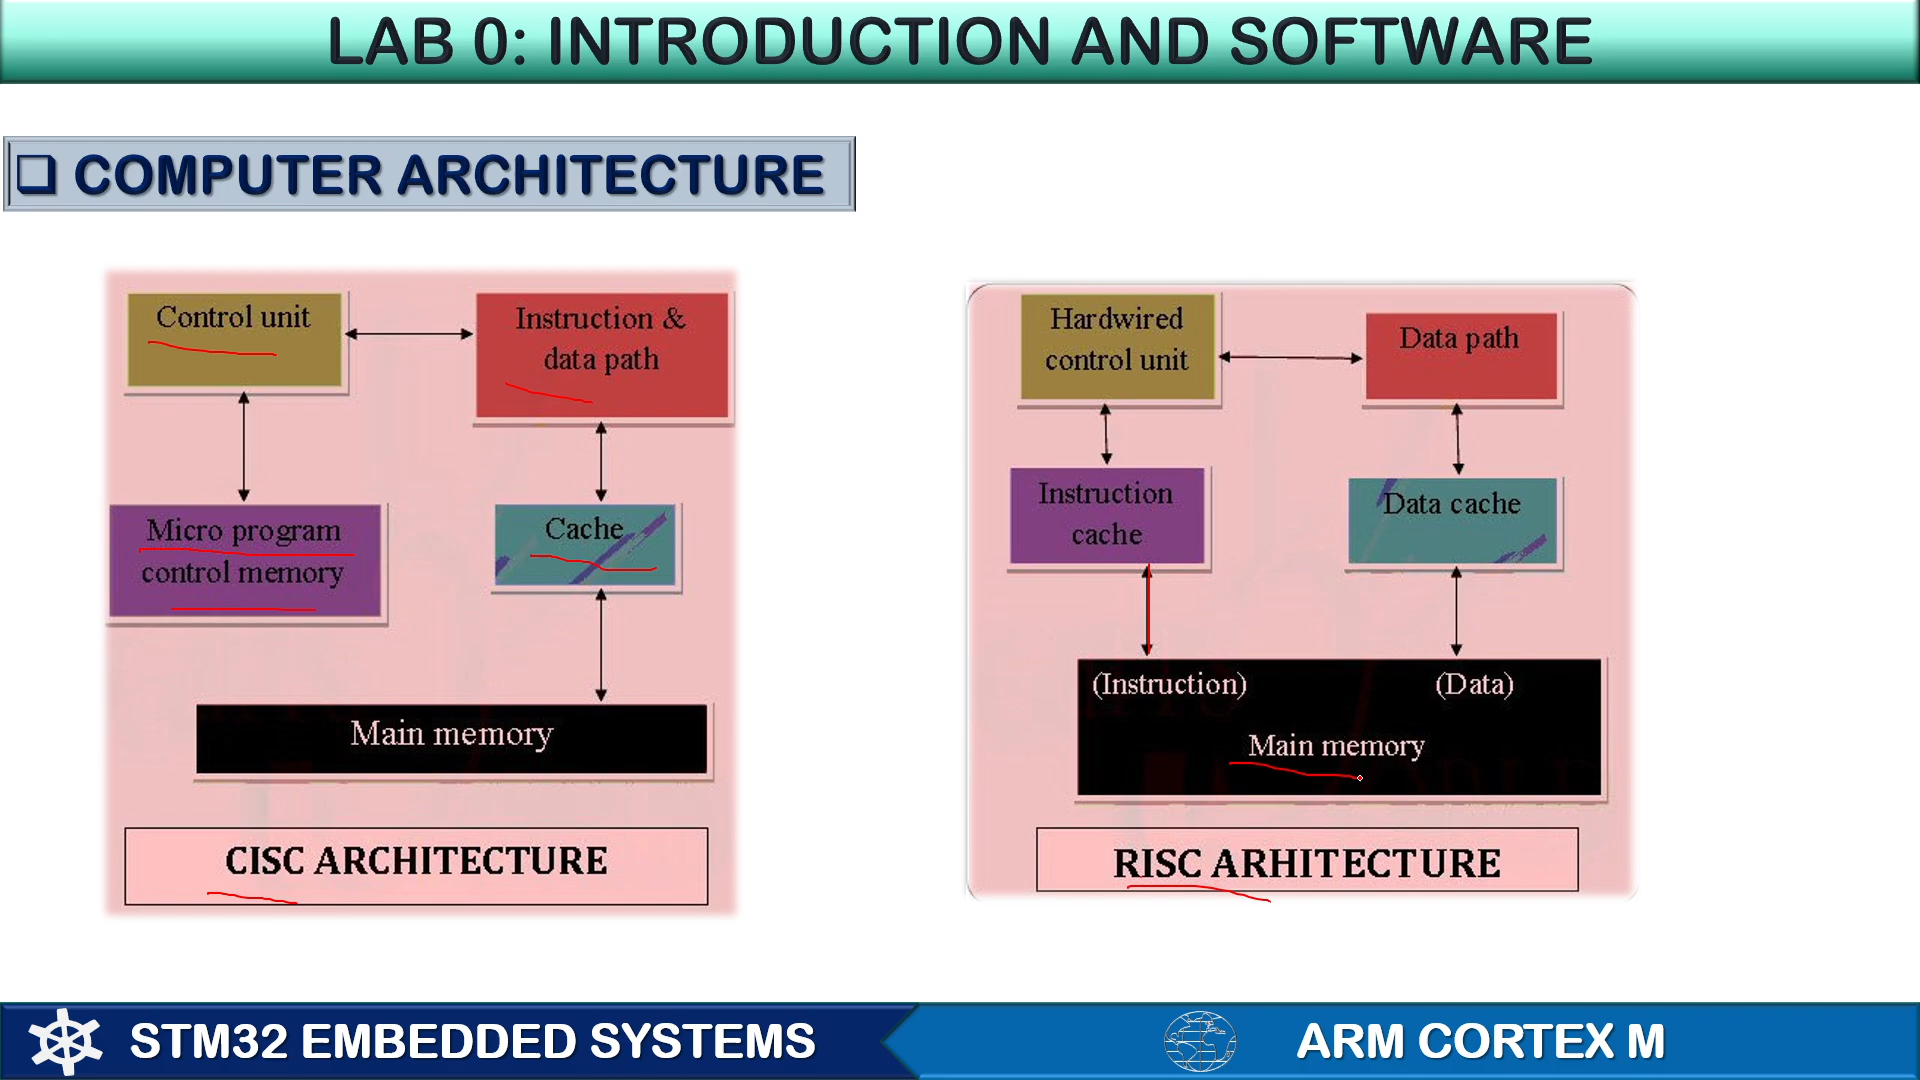 LAB 0: INTRODUCTION AND SOFTWARE
COMPUTER ARCHITECTURE
Control unit
Instruction &
data path
Micro program
control memory
Cache
Main memory
CISC ARCHITECTURE
Hardwired
control unit
Data path
Instruction
cache
Data cache
(Instruction)
(Data)
Main memory
RISC ARHITECTURE
STM32 EMBEDDED SYSTEMS
ARM CORTEX M